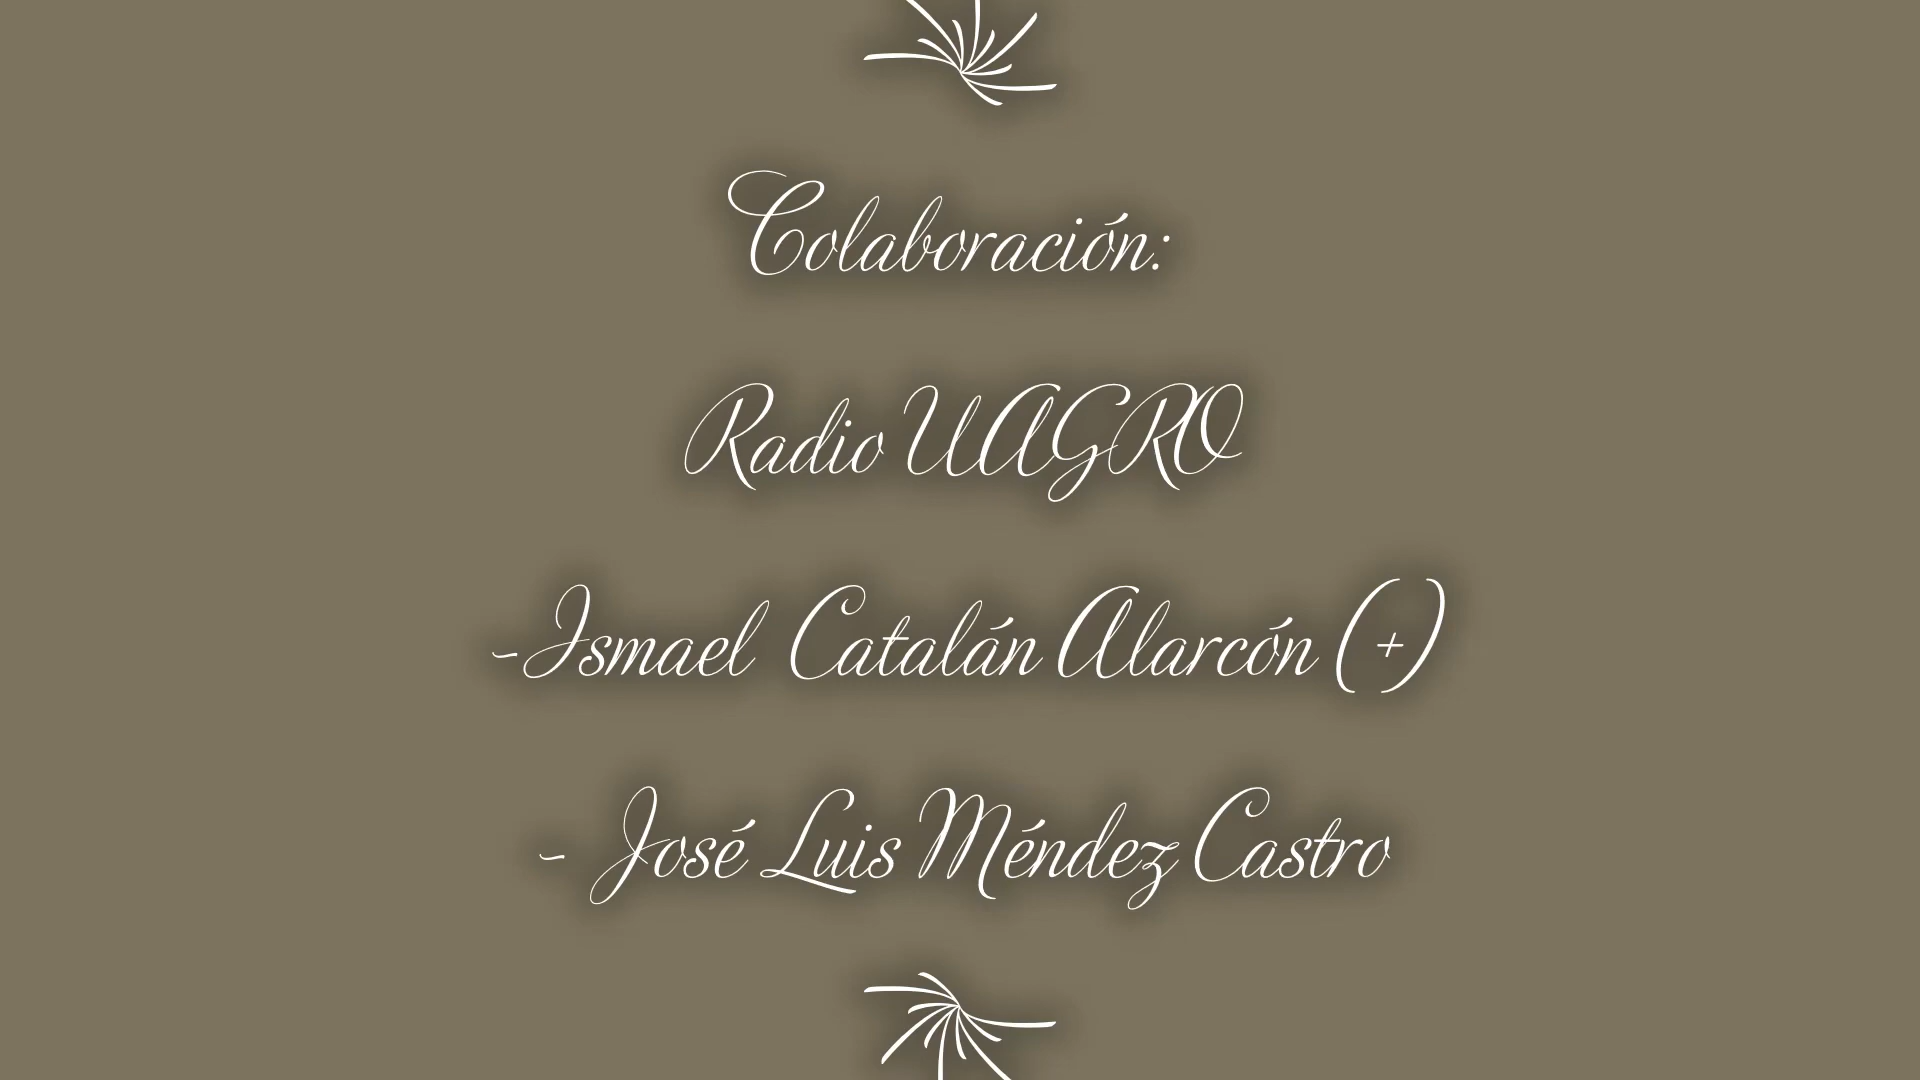 Colaboración:
Radio UAGRO
-Ismael Catalán Alarcón (+)
- José Luis Méndez Castro